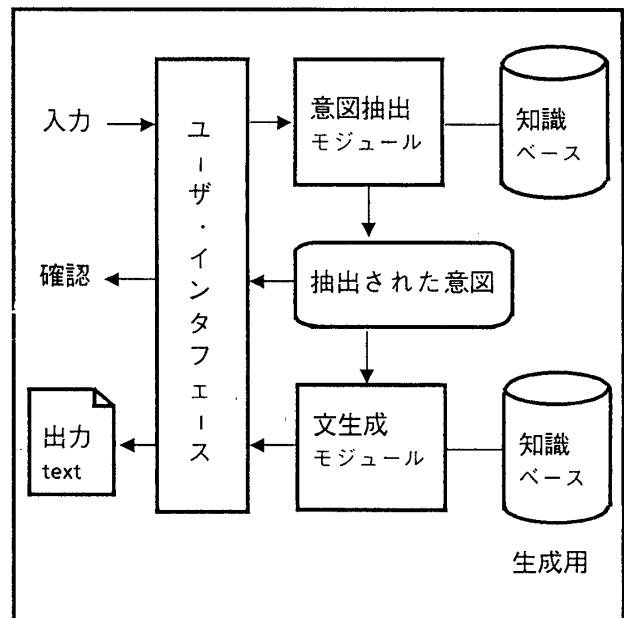 入力
ユーザ・インタフェース
意図抽出
モジュール
知識
ベース
確認
抽出された意図
出力
text
文生成
モジュール
知識
ベース
生成用